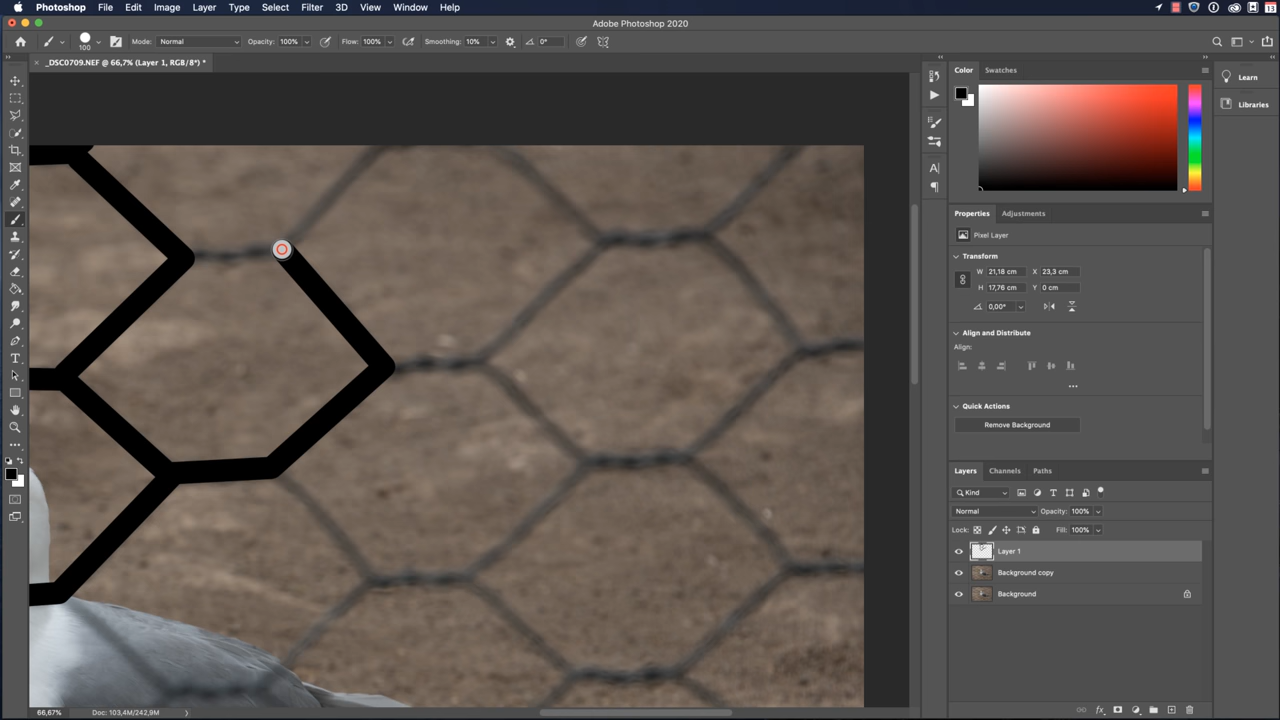 Photoshop File Edit Image Layer Type Select Filter 3D View Window Help
13
Adobe Photoshop 2020
100 Mode: Normal Opacity: 100% Flow: 100% Smoothing: 10% 0°
_DSC0709.NEF @ 66,7% (Layer 1, RGB/8*) *
Color Swatches
Learn
Libraries
Properties Adjustments
Pixel Layer
Transform
W 21,18 cm X 23,3 cm
H 17,76 cm Y 0 cm
0,00°
Align and Distribute
Align:
Quick Actions
Remove Background
Layers Channels Paths
Kind
Normal Opacity: 100%
Lock: Fill: 100%
Layer 1
Background copy
Background
66,67% Doc: 103,4M/242,9M